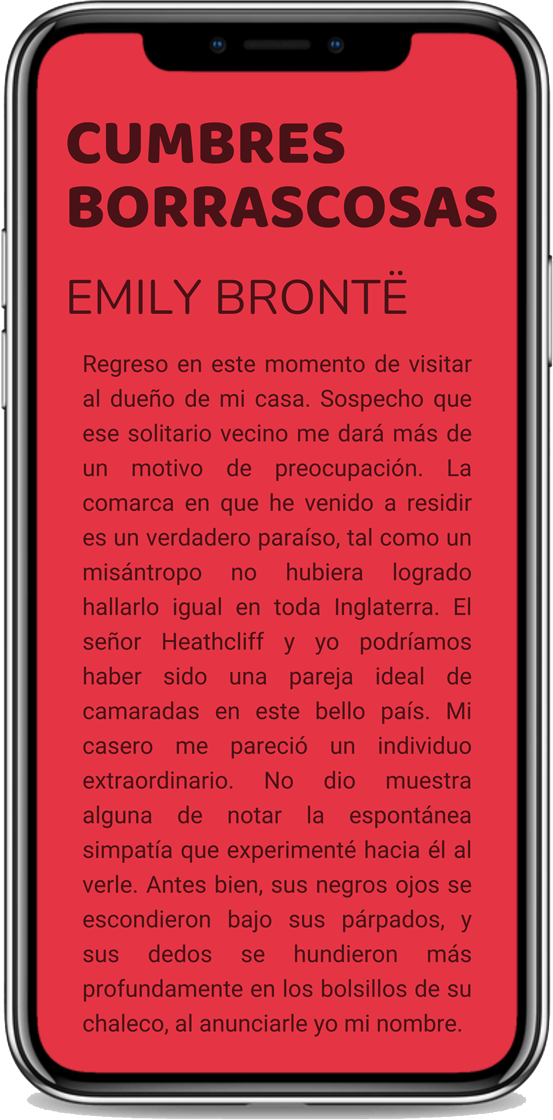 CUMBRES
BORRASCOSAS
EMILY BRONTË
Regreso en este momento de visitar
al dueño de mi casa. Sospecho que
ese solitario vecino me dará más de
un motivo de preocupación. La
comarca en que he venido a residir
es un verdadero paraíso, tal como un
misántropo no hubiera logrado
hallarlo igual en toda Inglaterra. El
señor Heathcliff y yo podríamos
haber sido una pareja ideal de
camaradas en este bello país. Mi
casero me pareció un individuo
extraordinario. No dio muestra
alguna de notar la espontánea
simpatía que experimenté hacia él al
verle. Antes bien, sus negros ojos se
escondieron bajo sus párpados, y
sus dedos se hundieron más
profundamente en los bolsillos de su
chaleco, al anunciarle yo mi nombre.